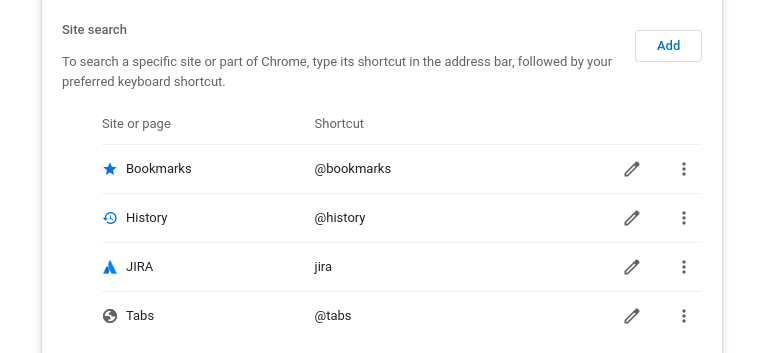 Site search
Add
To search a specific site or part of Chrome, type its shortcut in the address bar, followed by your
preferred keyboard shortcut.
Site or page Shortcut
Bookmarks @bookmarks
History @history
JIRA jira
Tabs @tabs